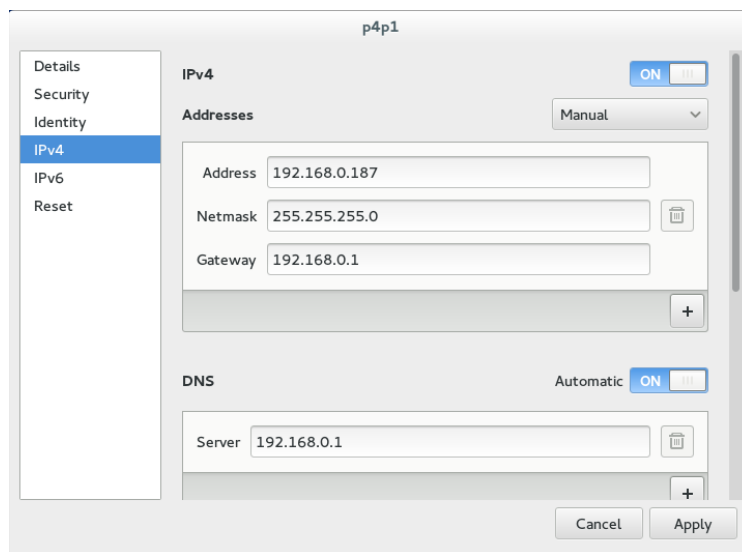 p4p1
Details
Security
Identity
IPv4
IPv6
Reset
IPv4 ON
Addresses Manual
Address 192.168.0.187
Netmask 255.255.255.0
Gateway 192.168.0.1
+
DNS Automatic ON
Server 192.168.0.1
+
Cancel Apply